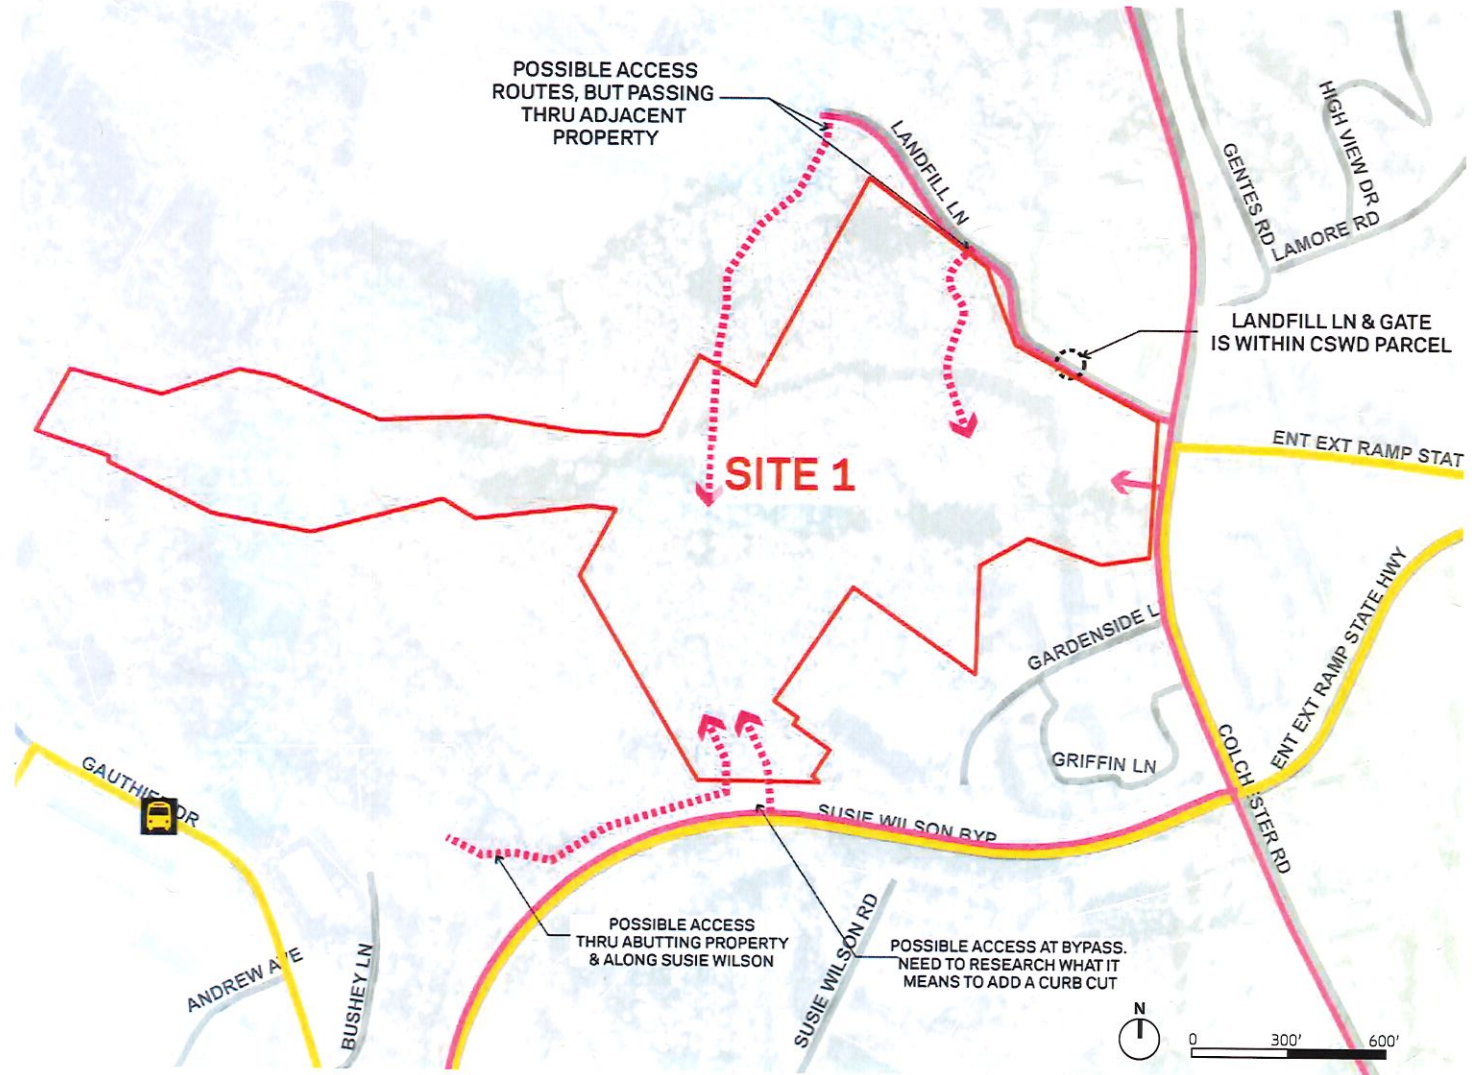 POSSIBLE ACCESS
ROUTES, BUT PASSING
THRU ADJACENT
PROPERTY
LANDFILL LN
GENTES RD
HIGH VIEW DR
LAMORE RD
LANDFILL LN & GATE
IS WITHIN CSWD PARCEL
ENT EXT RAMP STAT
SITE 1
ENT EXT RAMP STATE HWY
GARDENSIDE L
GRIFFIN LN
COLCHESTER RD
GAUTHIER DR
SUSIE WILSON BYP
POSSIBLE ACCESS
THRU ABUTTING PROPERTY
& ALONG SUSIE WILSON
SUSIE WILSON RD
POSSIBLE ACCESS AT BYPASS.
NEED TO RESEARCH WHAT IT
MEANS TO ADD A CURB CUT
ANDREW AVE
BUSHEY LN
N
0 300' 600'